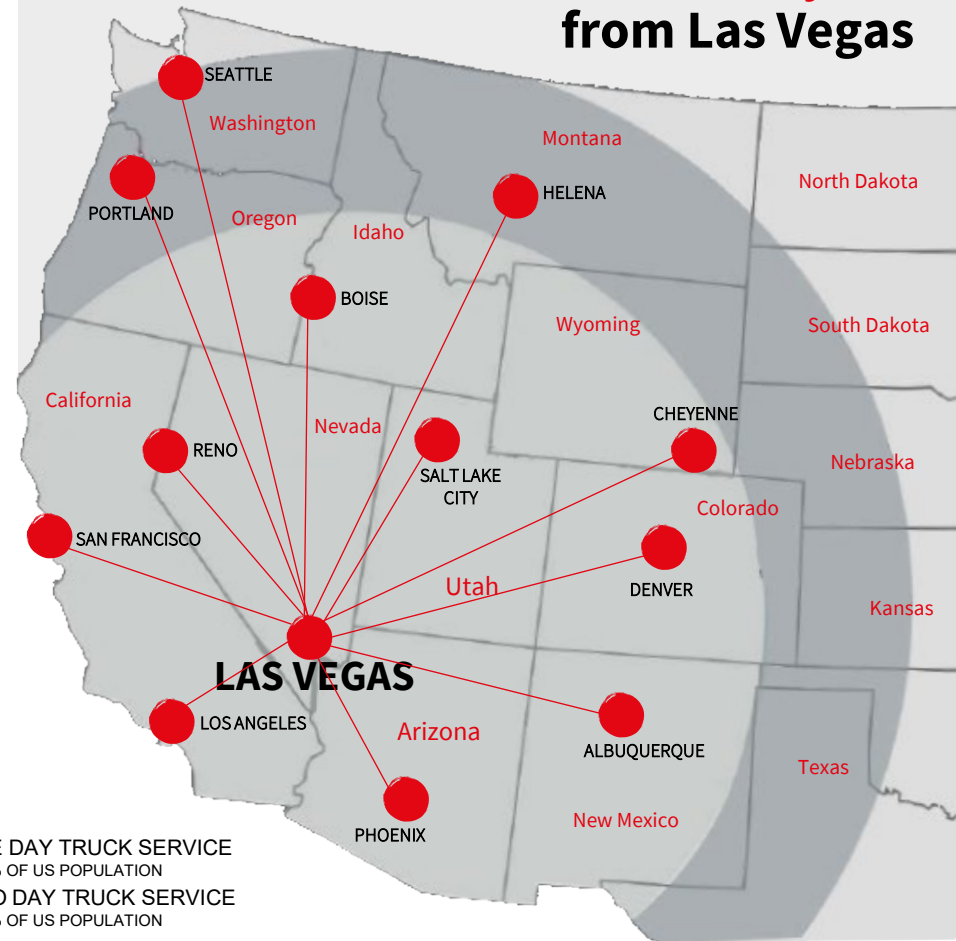 from Las Vegas
SEATTLE
Washington
Montana
North Dakota
HELENA
PORTLAND
Oregon
Idaho
BOISE
Wyoming
South Dakota
California
CHEYENNE
Nevada
RENO
SALT LAKE
CITY
Nebraska
Colorado
SAN FRANCISCO
Utah
DENVER
Kansas
LAS VEGAS
LOS ANGELES
Arizona
ALBUQUERQUE
Texas
New Mexico
PHOENIX
DAY TRUCK SERVICE
OF US POPULATION
DAY TRUCK SERVICE
OF US POPULATION